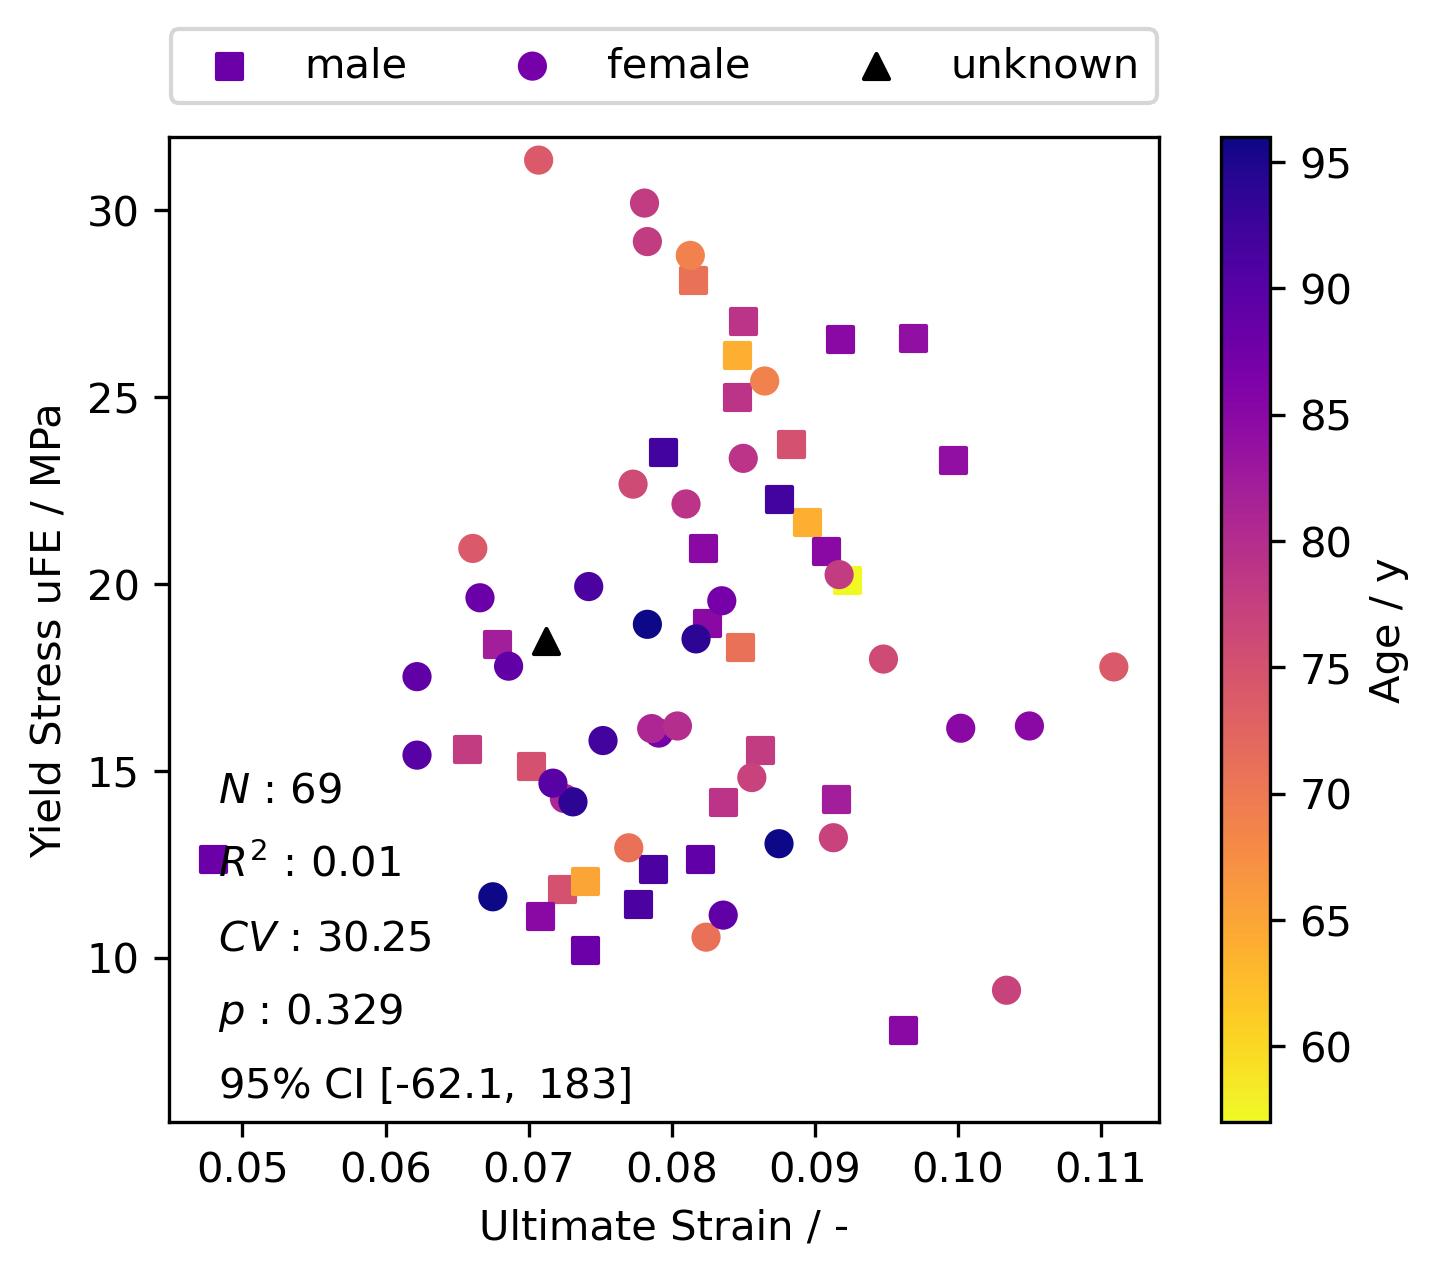 male female unknown
30
25
20
15
10
Yield Stress uFE / MPa
N : 69
R² : 0.01
CV : 30.25
p : 0.329
95% CI [-62.1, 183]
0.05 0.06 0.07 0.08 0.09 0.10 0.11
Ultimate Strain / -
95
90
85
80
75
70
65
60
Age / y